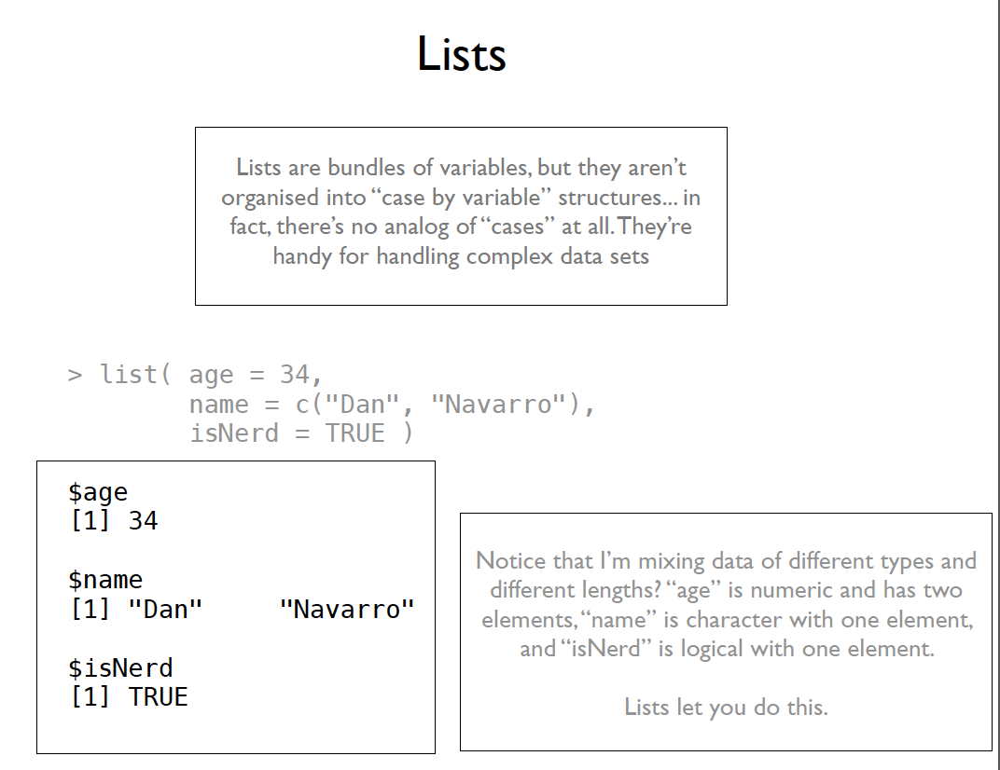 Lists
Lists are bundles of variables, but they aren’t
organised into “case by variable” structures... in
fact, there’s no analog of “cases” at all. They’re
handy for handling complex data sets
> list( age = 34,
name = c("Dan", "Navarro"),
isNerd = TRUE )
$age
[1] 34
$name
[1] "Dan"     "Navarro"
$isNerd
[1] TRUE
Notice that I’m mixing data of different types and
different lengths? “age” is numeric and has two
elements, “name” is character with one element,
and “isNerd” is logical with one element.
Lists let you do this.